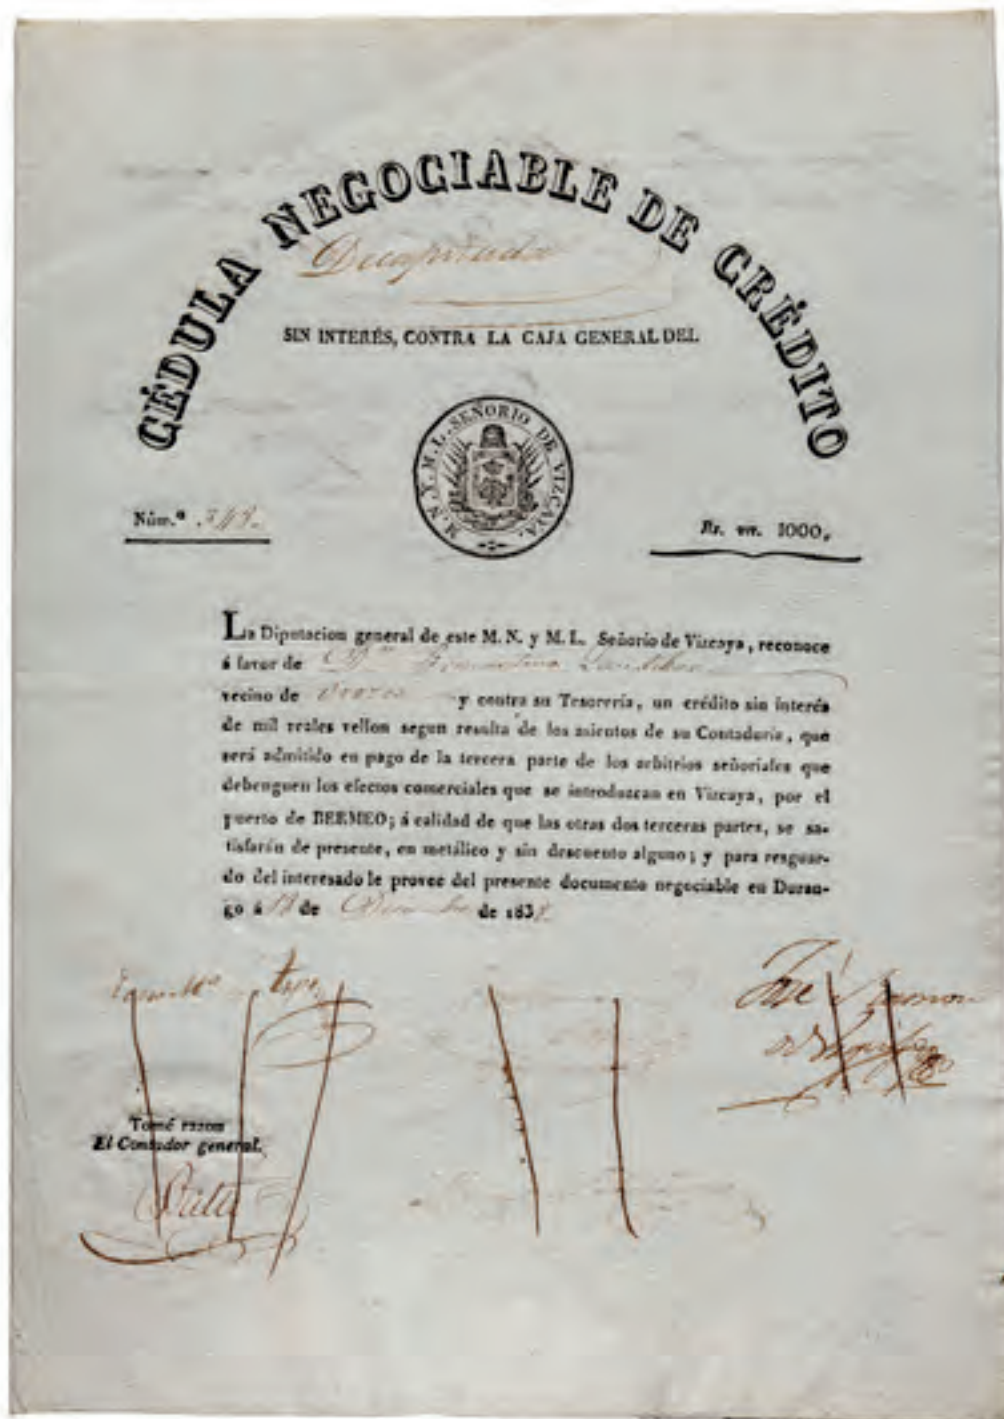 CÉDULA NEGOCIABLE DE CRÉDITO
SIN INTERÉS, CONTRA LA CAJA GENERAL DEL
M. N. Y. M. L. SEÑORIO DE VIZCAYA.
Núm.º
Rs. vn. 1000,
La Diputacion general de este M. N. y M. L. Señorio de Vizcaya, reconoce
á favor de
vecino de y contra su Tesorería, un crédito sin interés
de mil reales vellon segun resulta de los asientos de su Contaduria, que
será admitido en pago de la tercera parte de los arbitrios señoriales que
debenguen los efectos comerciales que se introduzcan en Vizcaya, por el
puerto de BERMEO; á calidad de que las otras dos terceras partes, se sa-
tisfarán de presente, en metálico y sin descuento alguno; y para resguar-
do del interesado le provee del presente documento negociable en Duran-
go á de de 183
José Ramon
Tomé razon
El Contador general.